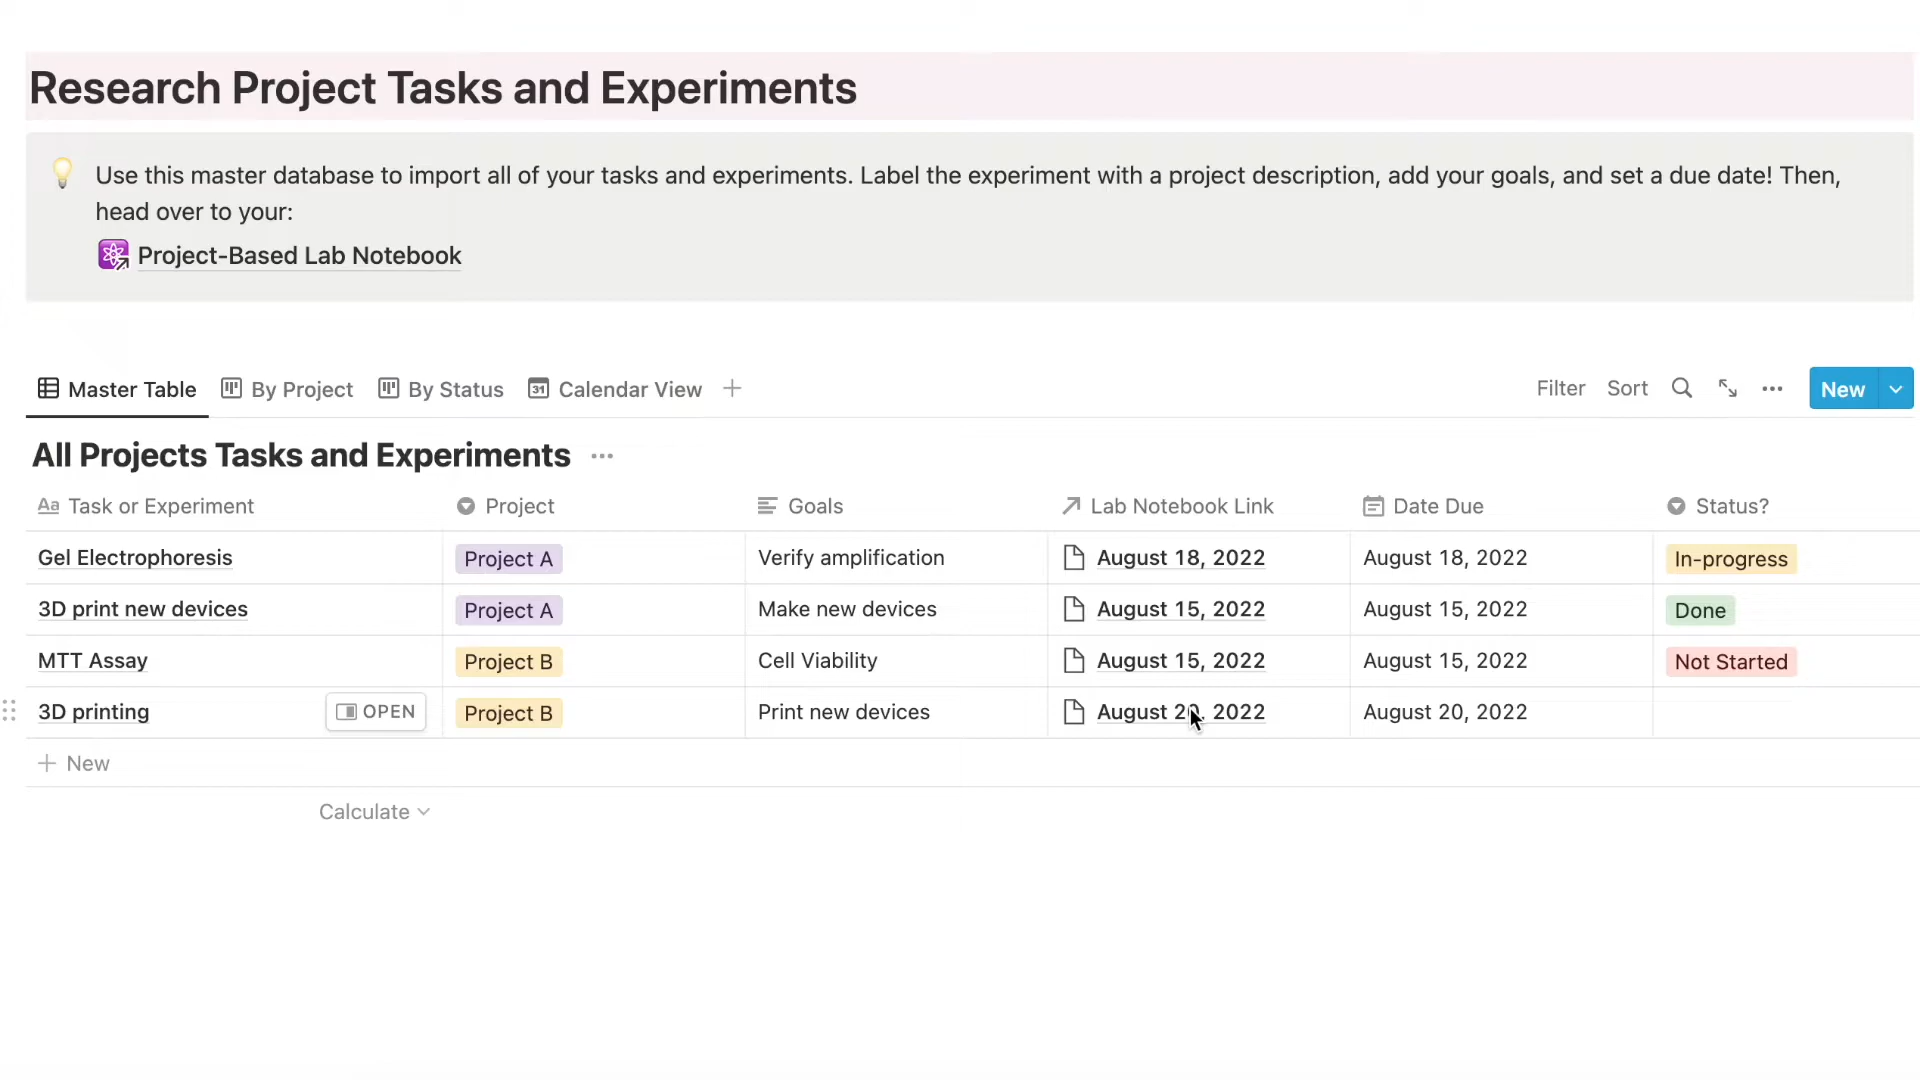 Research Project Tasks and Experiments
Use this master database to import all of your tasks and experiments. Label the experiment with a project description, add your goals, and set a due date! Then,
head over to your:
Project-Based Lab Notebook
Master Table By Project By Status 31 Calendar View Filter Sort New
All Projects Tasks and Experiments
Aa Task or Experiment Project Goals Lab Notebook Link Date Due Status?
Gel Electrophoresis Project A Verify amplification August 18, 2022 August 18, 2022 In-progress
3D print new devices Project A Make new devices August 15, 2022 August 15, 2022 Done
MTT Assay Project B Cell Viability August 15, 2022 August 15, 2022 Not Started
3D printing OPEN Project B Print new devices August 20, 2022 August 20, 2022
New
Calculate